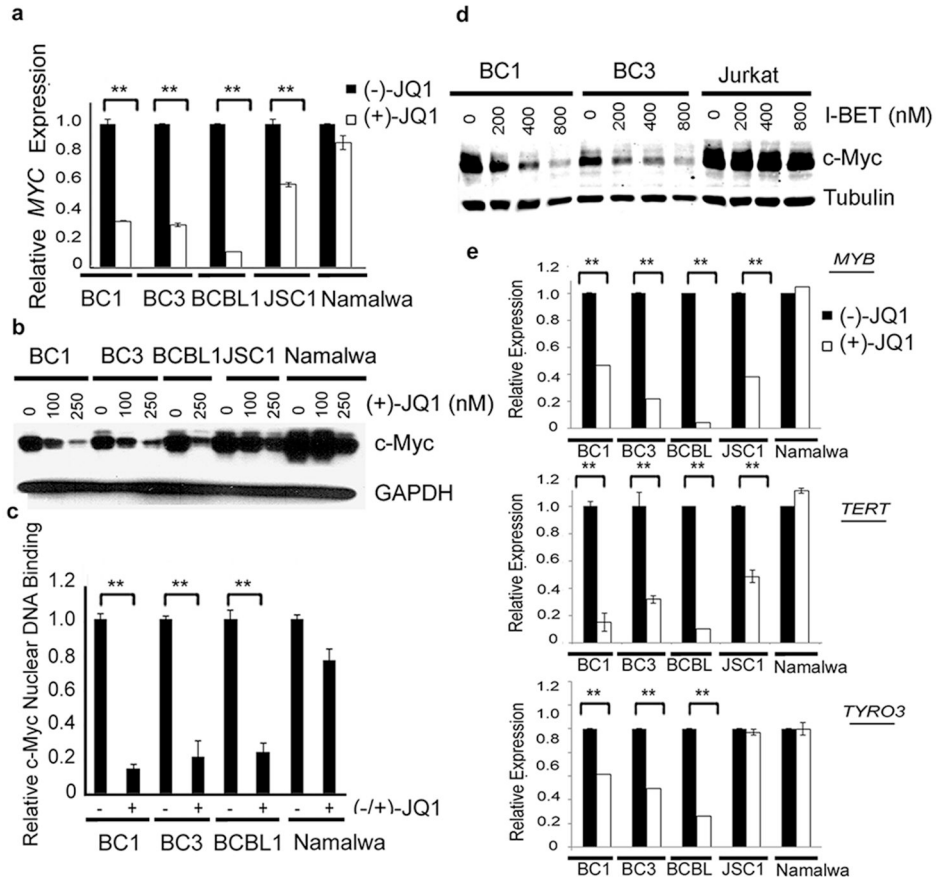 a
Relative MYC Expression
1.0
0.8
0.6
0.4
0.2
0
** ** ** **
(-)-JQ1
(+)-JQ1
BC1 BC3 BCBL1 JSC1 Namalwa
b
BC1 BC3 BCBL1 JSC1 Namalwa
0 100 250 0 100 250 0 250 0 100 250 0 100 250 (+)-JQ1 (nM)
c-Myc
GAPDH
c
Relative c-Myc Nuclear DNA Binding
1.2
1.0
0.8
0.6
0.4
0.2
0
** ** **
- + - + - + - + (-/+)-JQ1
BC1 BC3 BCBL1 Namalwa
d
BC1 BC3 Jurkat
0 200 400 800 0 200 400 800 0 200 400 800 I-BET (nM)
c-Myc
Tubulin
e
MYB
Relative Expression
1.2
1.0
0.8
0.6
0.4
0.2
0
** ** ** **
(-)-JQ1
(+)-JQ1
BC1 BC3 BCBL JSC1 Namalwa
TERT
Relative Expression
1.2
1.0
0.8
0.6
0.4
0.2
0
** ** ** **
BC1 BC3 BCBL JSC1 Namalwa
TYRO3
Relative Expression
1.2
1.0
0.8
0.6
0.4
0.2
0
** ** **
BC1 BC3 BCBL JSC1 Namalwa